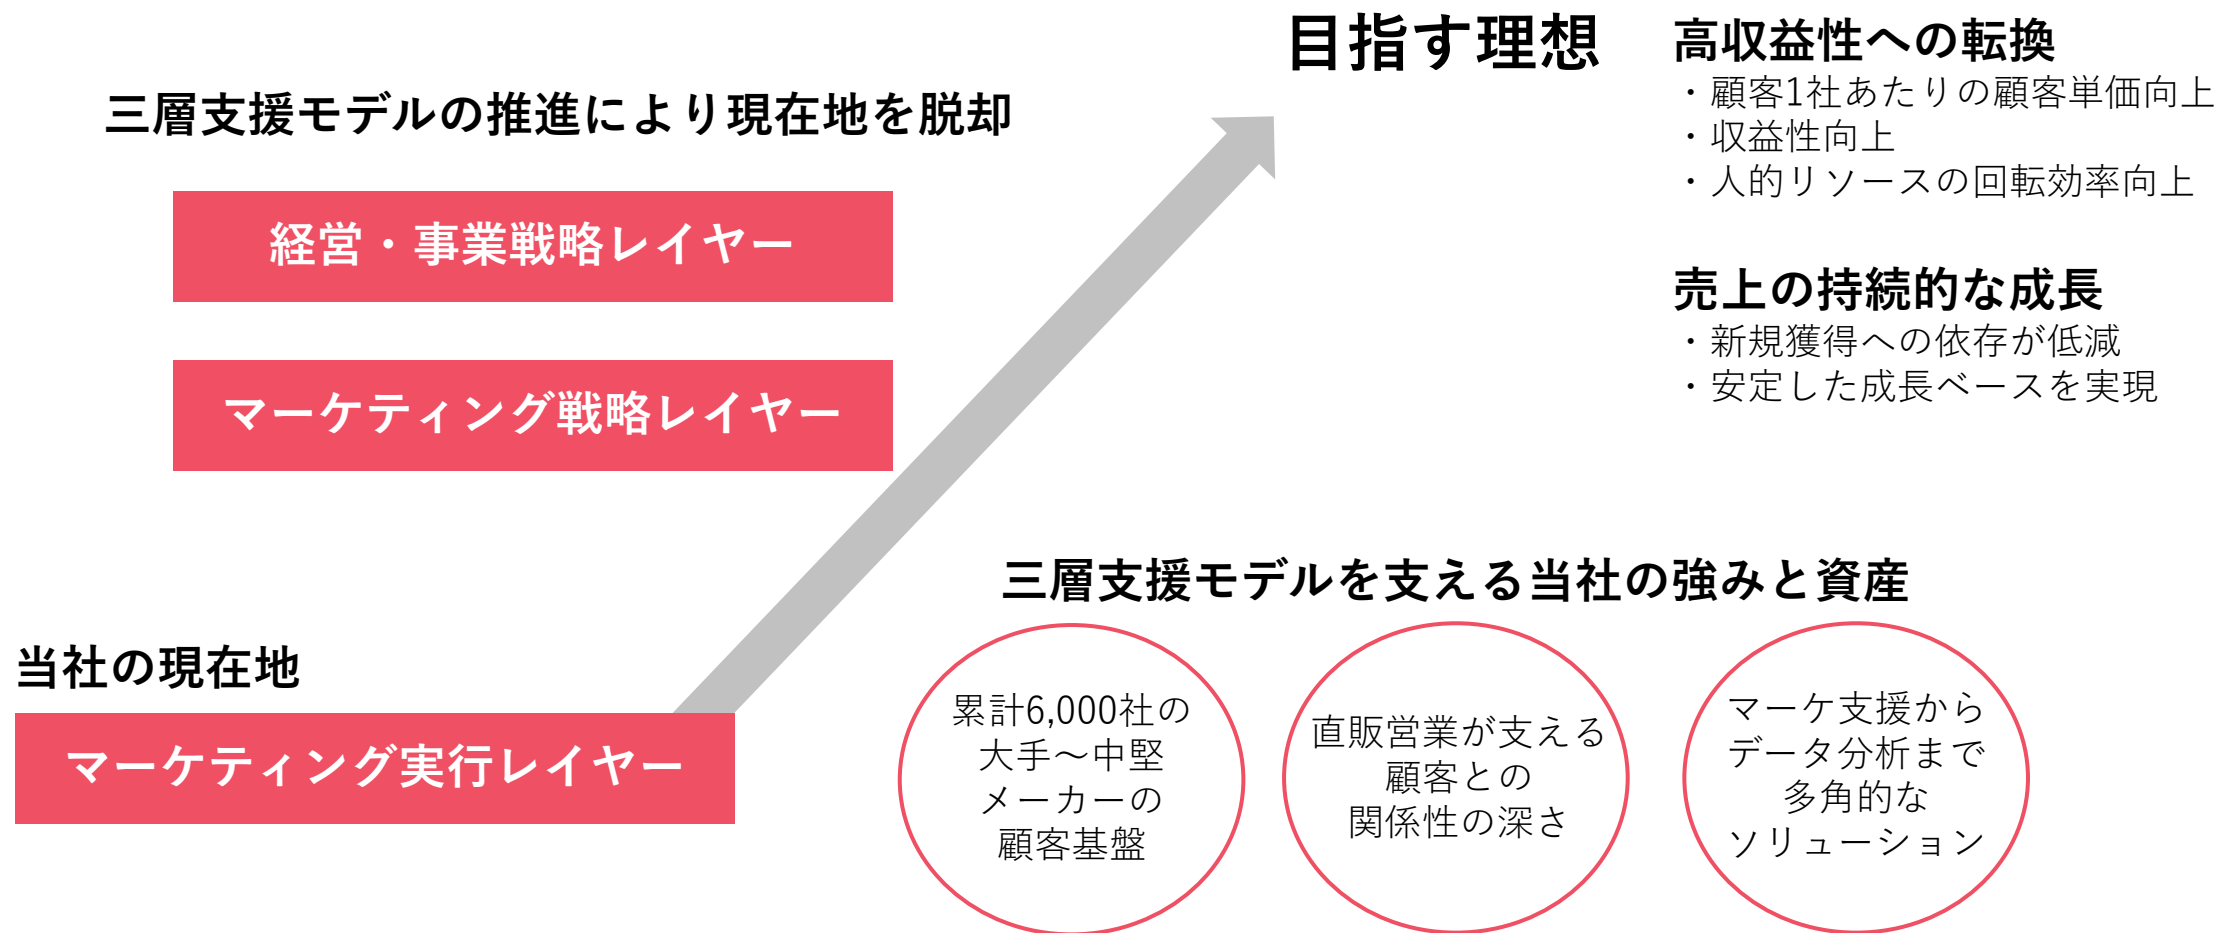 目指す理想
高収益性への転換
・顧客1社あたりの顧客単価向上
・収益性向上
・人的リソースの回転効率向上
売上の持続的な成長
・新規獲得への依存が低減
・安定した成長ベースを実現
三層支援モデルの推進により現在地を脱却
経営・事業戦略レイヤー
マーケティング戦略レイヤー
当社の現在地
マーケティング実行レイヤー
三層支援モデルを支える当社の強みと資産
累計6,000社の
大手～中堅
メーカーの
顧客基盤
直販営業が支える
顧客との
関係性の深さ
マーケ支援から
データ分析まで
多角的な
ソリューション